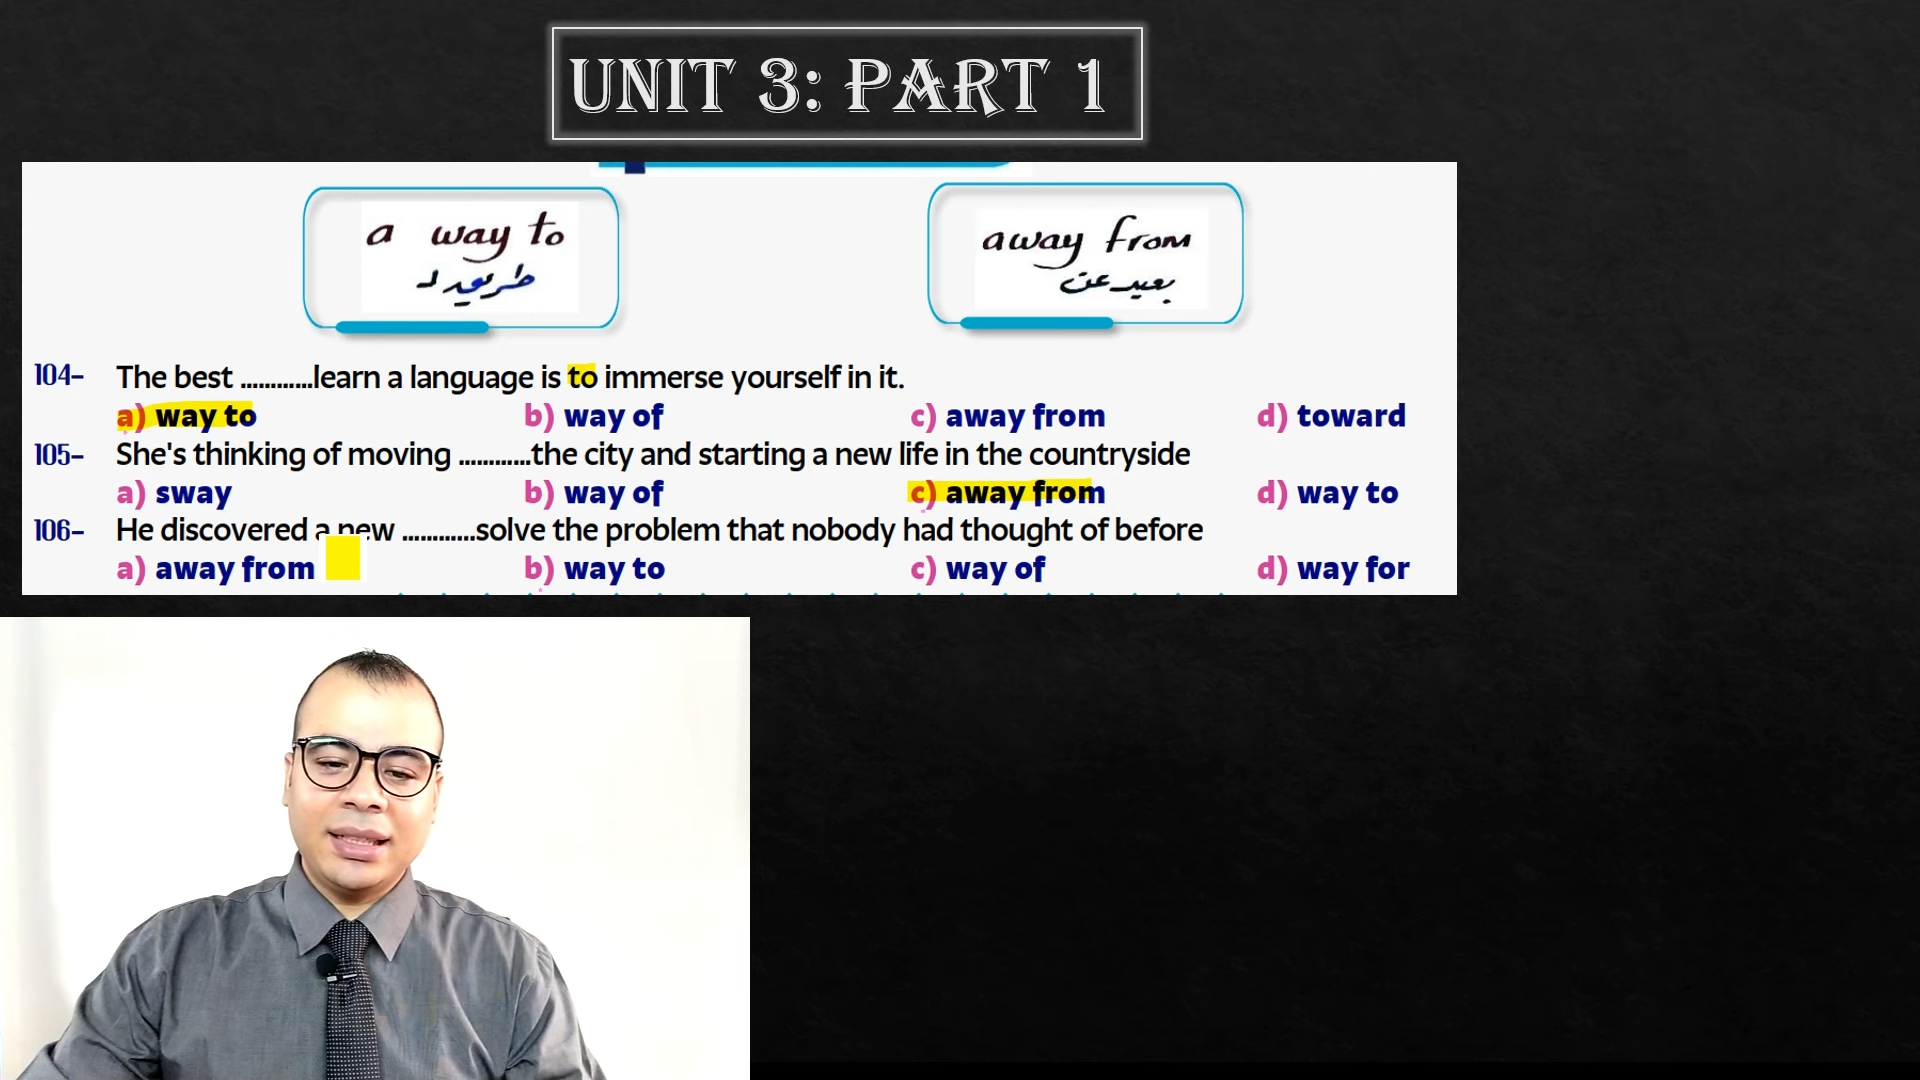 UNIT 3: PART 1
a way to
طريقه لـ
away from
بعيد عن
104- The best ............learn a language is to immerse yourself in it.
a) way to b) way of c) away from d) toward
105- She's thinking of moving ............the city and starting a new life in the countryside
a) sway b) way of c) away from d) way to
106- He discovered a new ............solve the problem that nobody had thought of before
a) away from b) way to c) way of d) way for